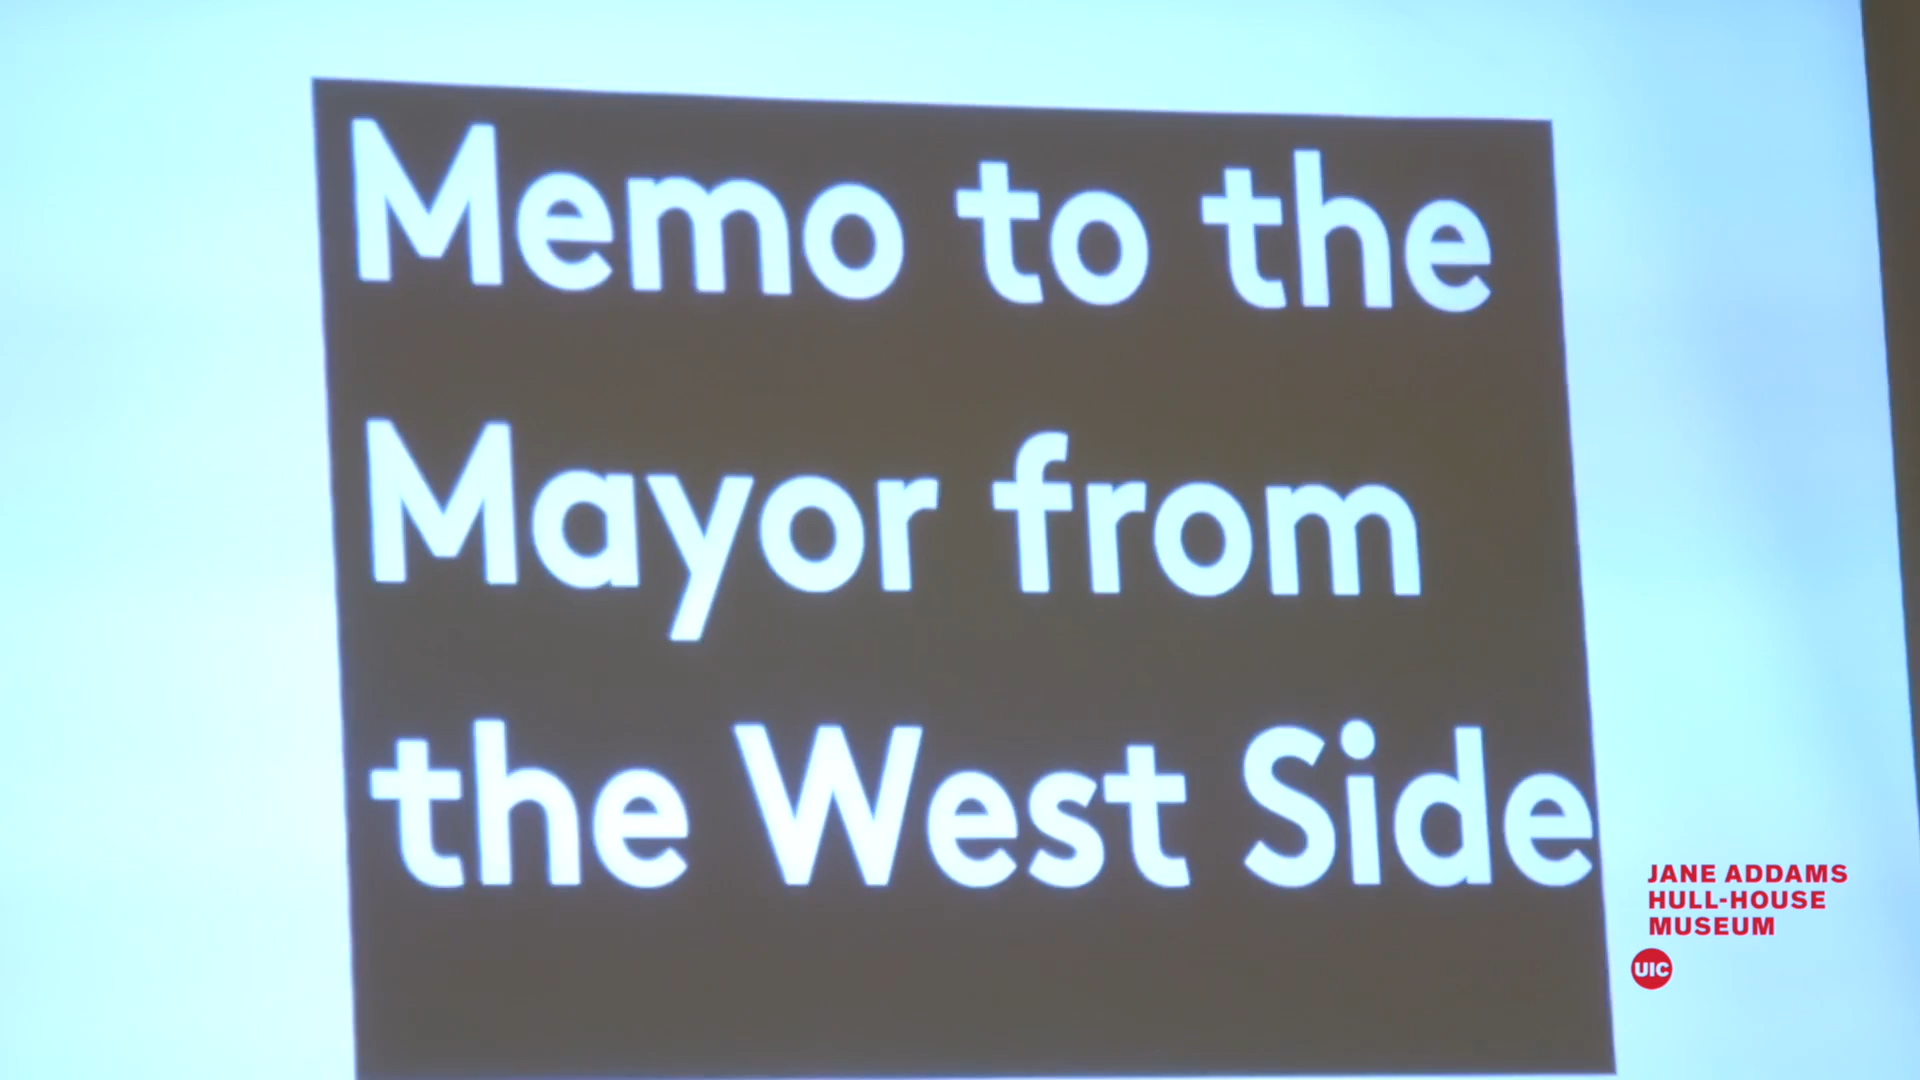 Memo to the
Mayor from
the West Side
JANE ADDAMS
HULL-HOUSE
MUSEUM
UIC